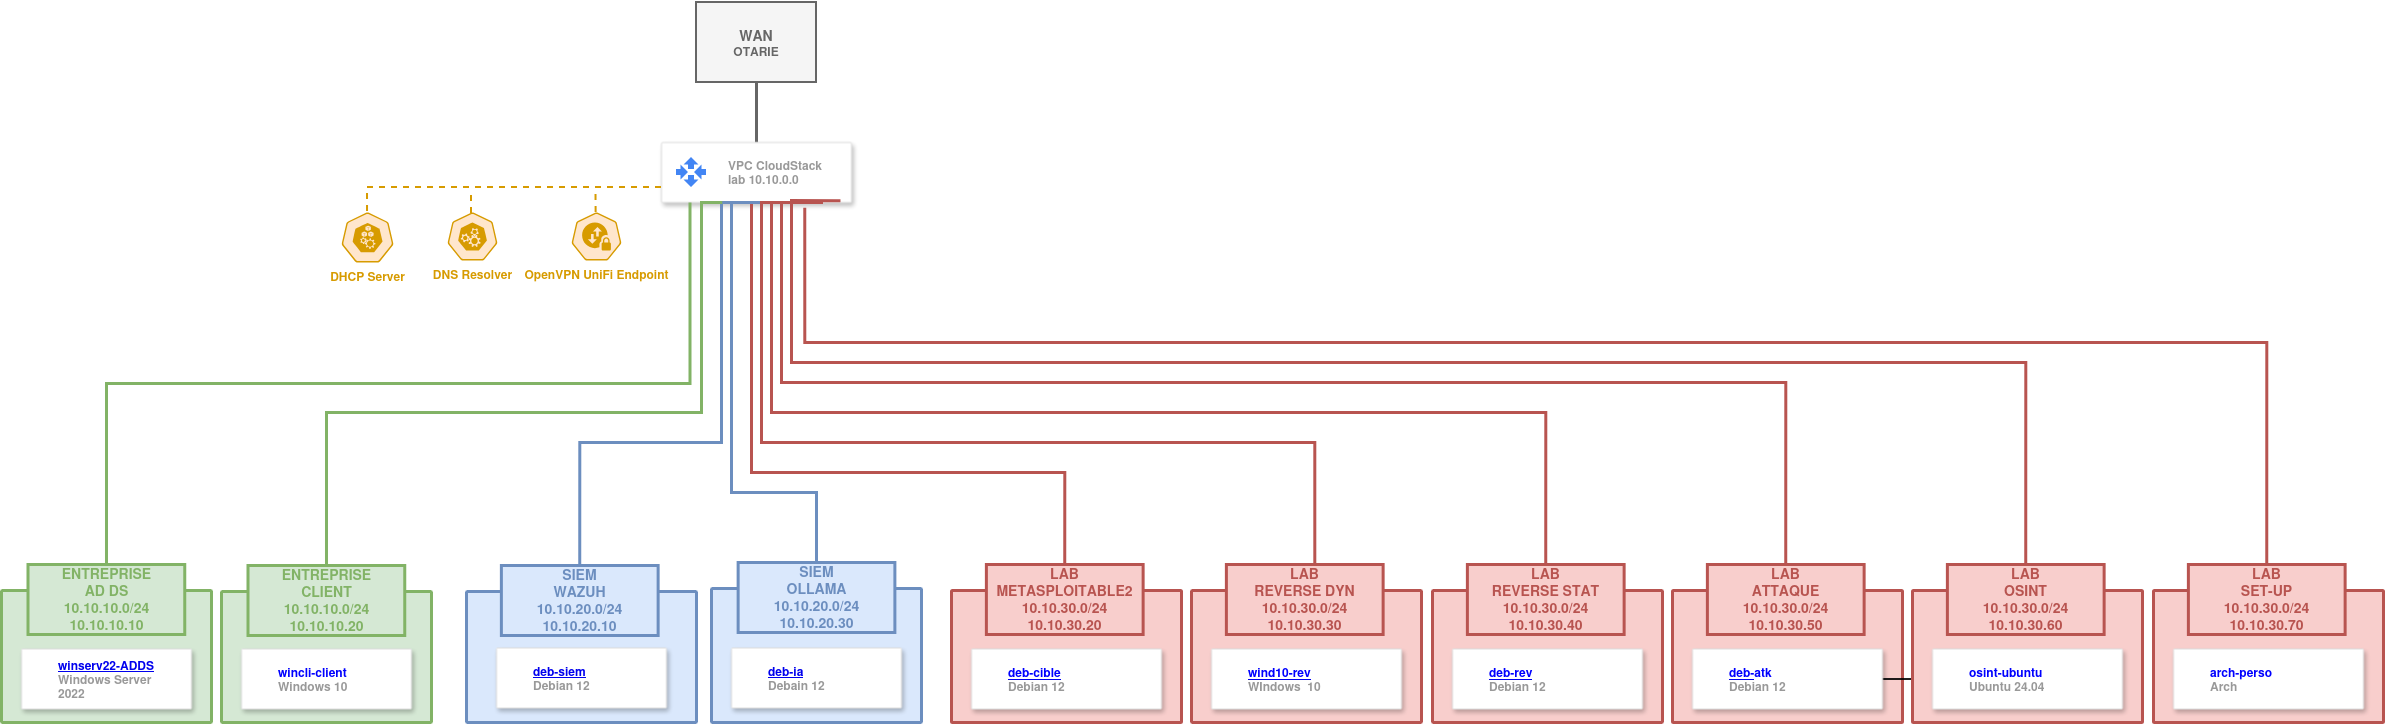 WAN
OTARIE
VPC CloudStack
lab 10.10.0.0
DHCP Server
DNS Resolver
OpenVPN UniFi Endpoint
ENTREPRISE
AD DS
10.10.10.0/24
10.10.10.10
winserv22-ADDS
Windows Server
2022
ENTREPRISE
CLIENT
10.10.10.0/24
10.10.10.20
wincli-client
Windows 10
SIEM
WAZUH
10.10.20.0/24
10.10.20.10
deb-siem
Debian 12
SIEM
OLLAMA
10.10.20.0/24
10.10.20.30
deb-ia
Debain 12
LAB
METASPLOITABLE2
10.10.30.0/24
10.10.30.20
deb-cible
Debian 12
LAB
REVERSE DYN
10.10.30.0/24
10.10.30.30
wind10-rev
WIndows  10
LAB
REVERSE STAT
10.10.30.0/24
10.10.30.40
deb-rev
Debian 12
LAB
ATTAQUE
10.10.30.0/24
10.10.30.50
deb-atk
Debian 12
LAB
OSINT
10.10.30.0/24
10.10.30.60
osint-ubuntu
Ubuntu 24.04
LAB
SET-UP
10.10.30.0/24
10.10.30.70
arch-perso
Arch